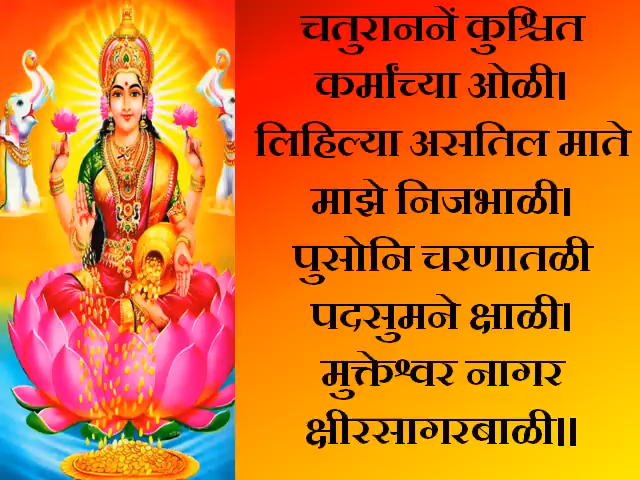 चतुराननें कुश्चित
कर्मांच्या ओळी।
लिहिल्या असतिल माते
माझे निजभाळी।
पुसोनि चरणातळी
पदसुमने क्षाळी।
मुक्तेश्वर नागर
क्षीरसागरबाळी।।